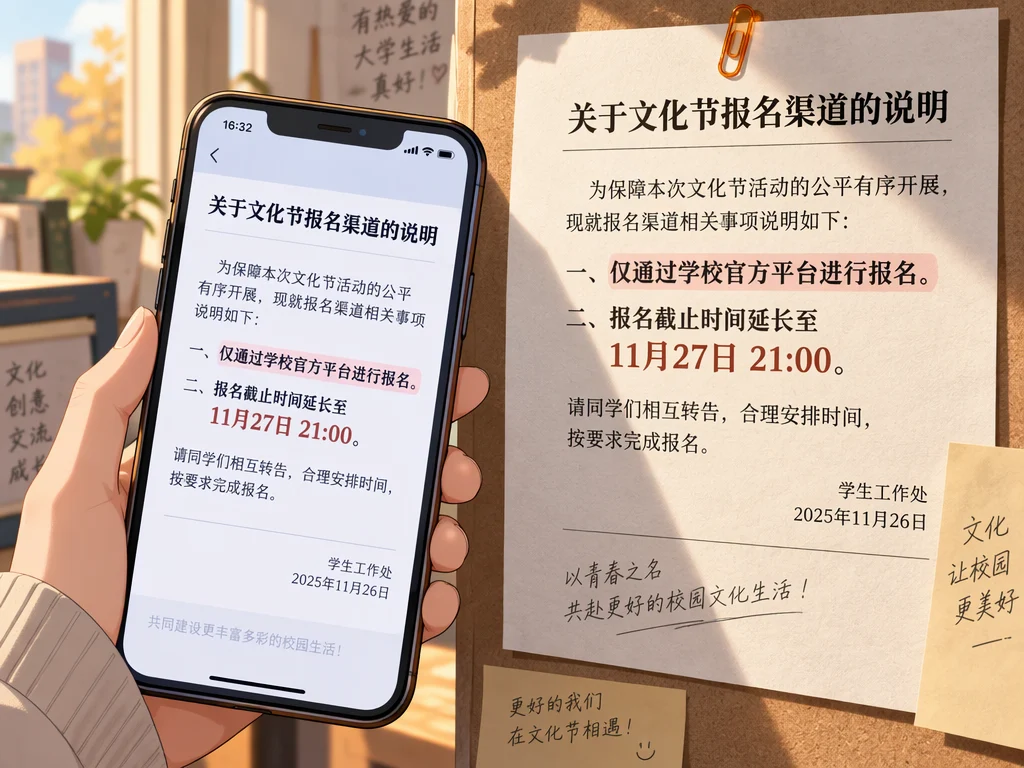 有热爱的
大学生活
真好！♡
16:32
关于文化节报名渠道的说明
为保障本次文化节活动的公平
有序开展，现就报名渠道相关事项
说明如下：
一、仅通过学校官方平台进行报名。
二、报名截止时间延长至
11月27日 21:00。
请同学们相互转告，合理安排时间，
按要求完成报名。
学生工作处
2025年11月26日
共同建设更丰富多彩的校园生活！
文化
创意
交流
关于文化节报名渠道的说明
为保障本次文化节活动的公平有序开展，
现就报名渠道相关事项说明如下：
一、仅通过学校官方平台进行报名。
二、报名截止时间延长至
11月27日 21:00。
请同学们相互转告，合理安排时间，
按要求完成报名。
学生工作处
2025年11月26日
以青春之名
共赴更好的校园文化生活！
文化
让校园
更美好
更好的我们
在文化节相遇！